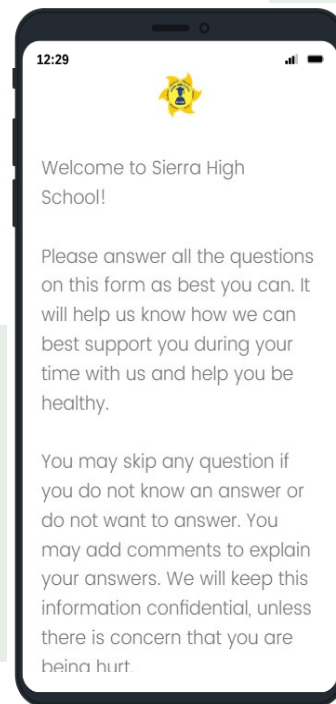 12:29
Welcome to Sierra High
School!
Please answer all the questions
on this form as best you can. It
will help us know how we can
best support you during your
time with us and help you be
healthy.
You may skip any question if
you do not know an answer or
do not want to answer. You
may add comments to explain
your answers. We will keep this
information confidential, unless
there is concern that you are
being hurt.